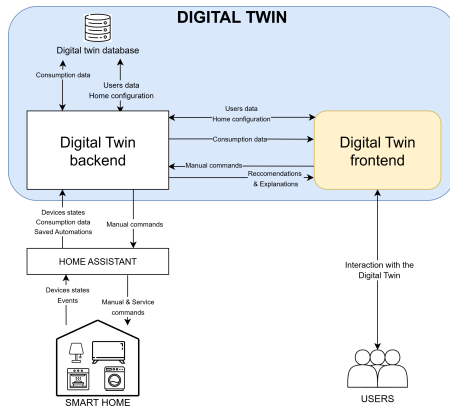 DIGITAL TWIN
Digital twin database
Consumption data
Users data
Home configuration
Users data
Home configuration
Digital Twin
backend
Consumption data
Digital Twin
frontend
Manual commands
Reccomendations
& Explanations
Devices states
Consumption data
Saved Automations
Manual commands
HOME ASSISTANT
Interaction with the
Digital Twin
Devices states
Events
Manual & Service
commands
SMART HOME
USERS